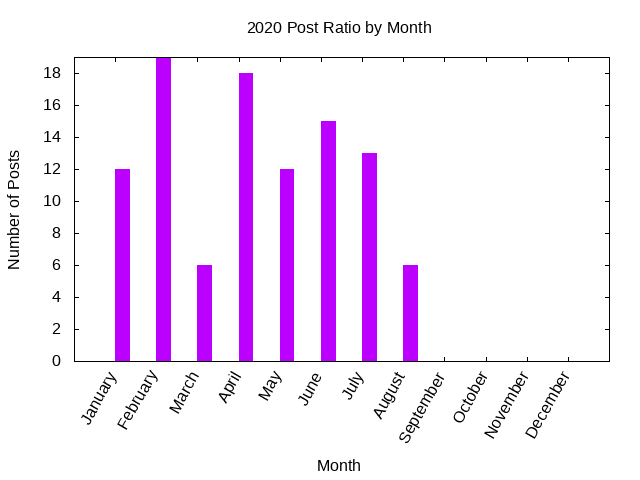 2020 Post Ratio by Month
Number of Posts
18
16
14
12
10
8
6
4
2
0
January
February
March
April
May
June
July
August
September
October
November
December
Month